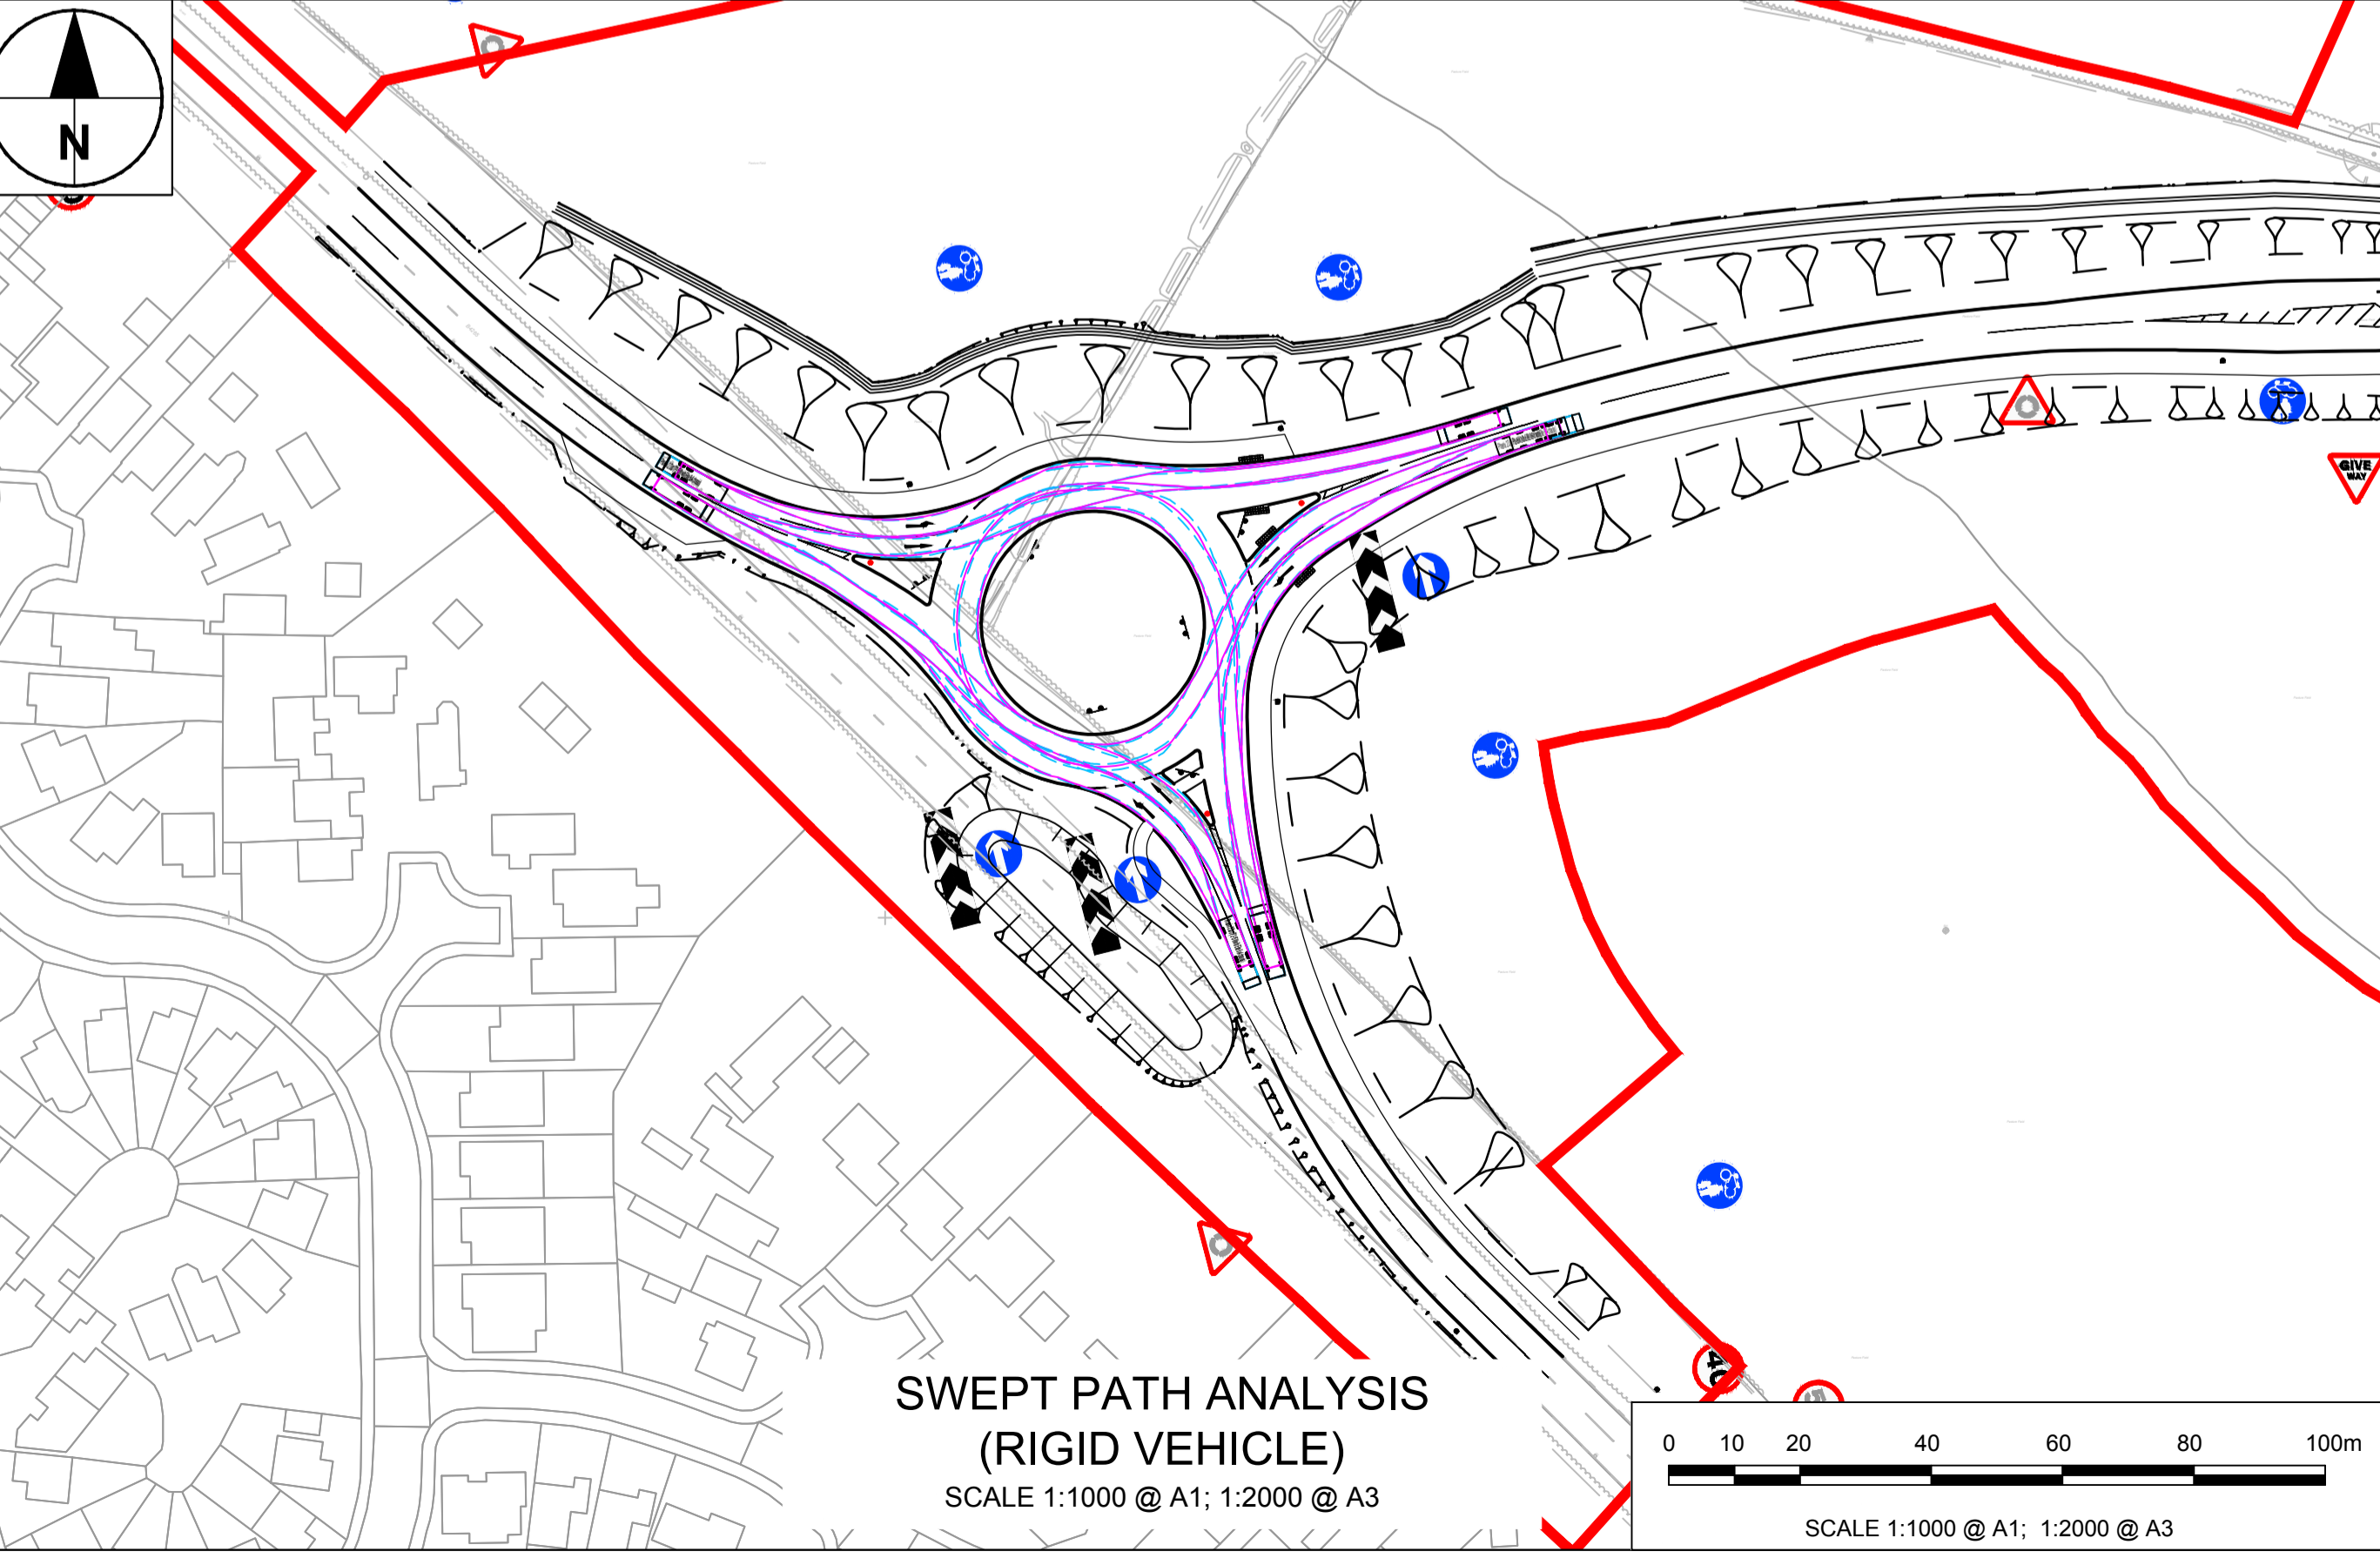 N
GIVE
WAY
40
SWEPT PATH ANALYSIS
(RIGID VEHICLE)
SCALE 1:1000 @ A1; 1:2000 @ A3
0 10 20 40 60 80 100m
SCALE 1:1000 @ A1; 1:2000 @ A3